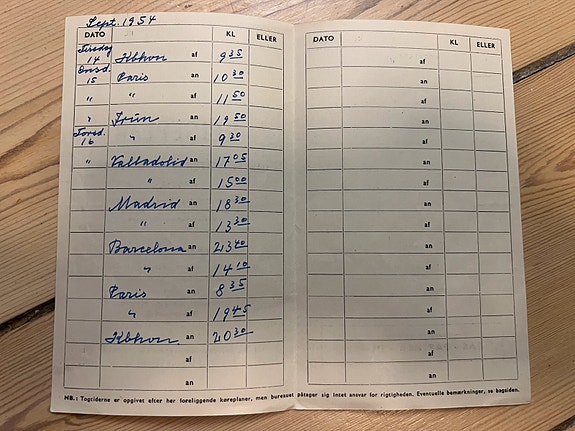 Sept. 1954
DATO KL ELLER
Tirsdag
14 Kbhvn. af 9 35
Onsd.
15 Paris an 10 30
" " af 11 50
" Irún an 19 50
Torsd.
16 " af 9 30
" Valladolid an 17 05
" af 15 00
Madrid an 18 30
" af 13 30
Barcelona an 23 40
" af 14 10
Paris an 8 35
" af 19 45
Kbhvn. an 20 30
af
an
NB.: Togtiderne er opgivet efter her foreliggende køreplaner, men bureauet påtager sig intet ansvar for rigtigheden. Eventuelle bemærkninger, se bagsiden.
DATO KL ELLER
af
an
af
an
af
an
af
an
af
an
af
an
af
an
af
an